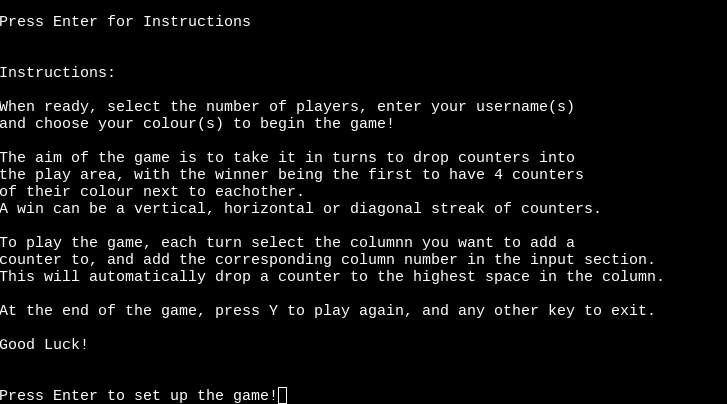 Press Enter for Instructions
Instructions:
When ready, select the number of players, enter your username(s)
and choose your colour(s) to begin the game!
The aim of the game is to take it in turns to drop counters into
the play area, with the winner being the first to have 4 counters
of their colour next to eachother.
A win can be a vertical, horizontal or diagonal streak of counters.
To play the game, each turn select the columnn you want to add a
counter to, and add the corresponding column number in the input section.
This will automatically drop a counter to the highest space in the column.
At the end of the game, press Y to play again, and any other key to exit.
Good Luck!
Press Enter to set up the game!